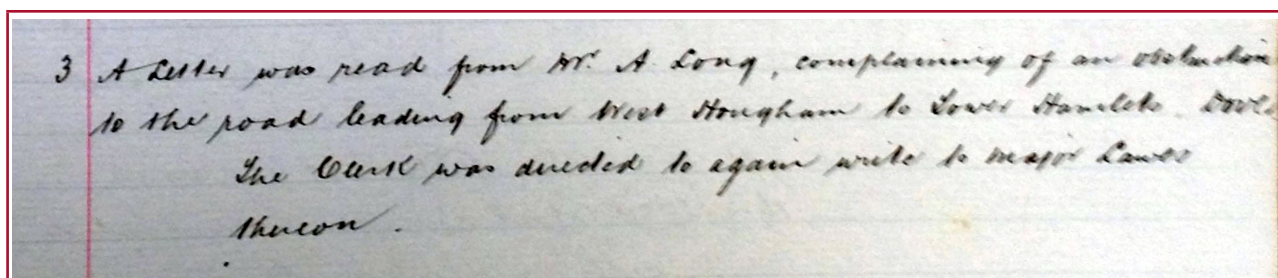 3 A Letter was read from Mr. A Long, complaining of an obstruction
to the road leading from West Hougham to Lower Hamlets.
The Clerk was directed to again write to Major Lawes
thereon.